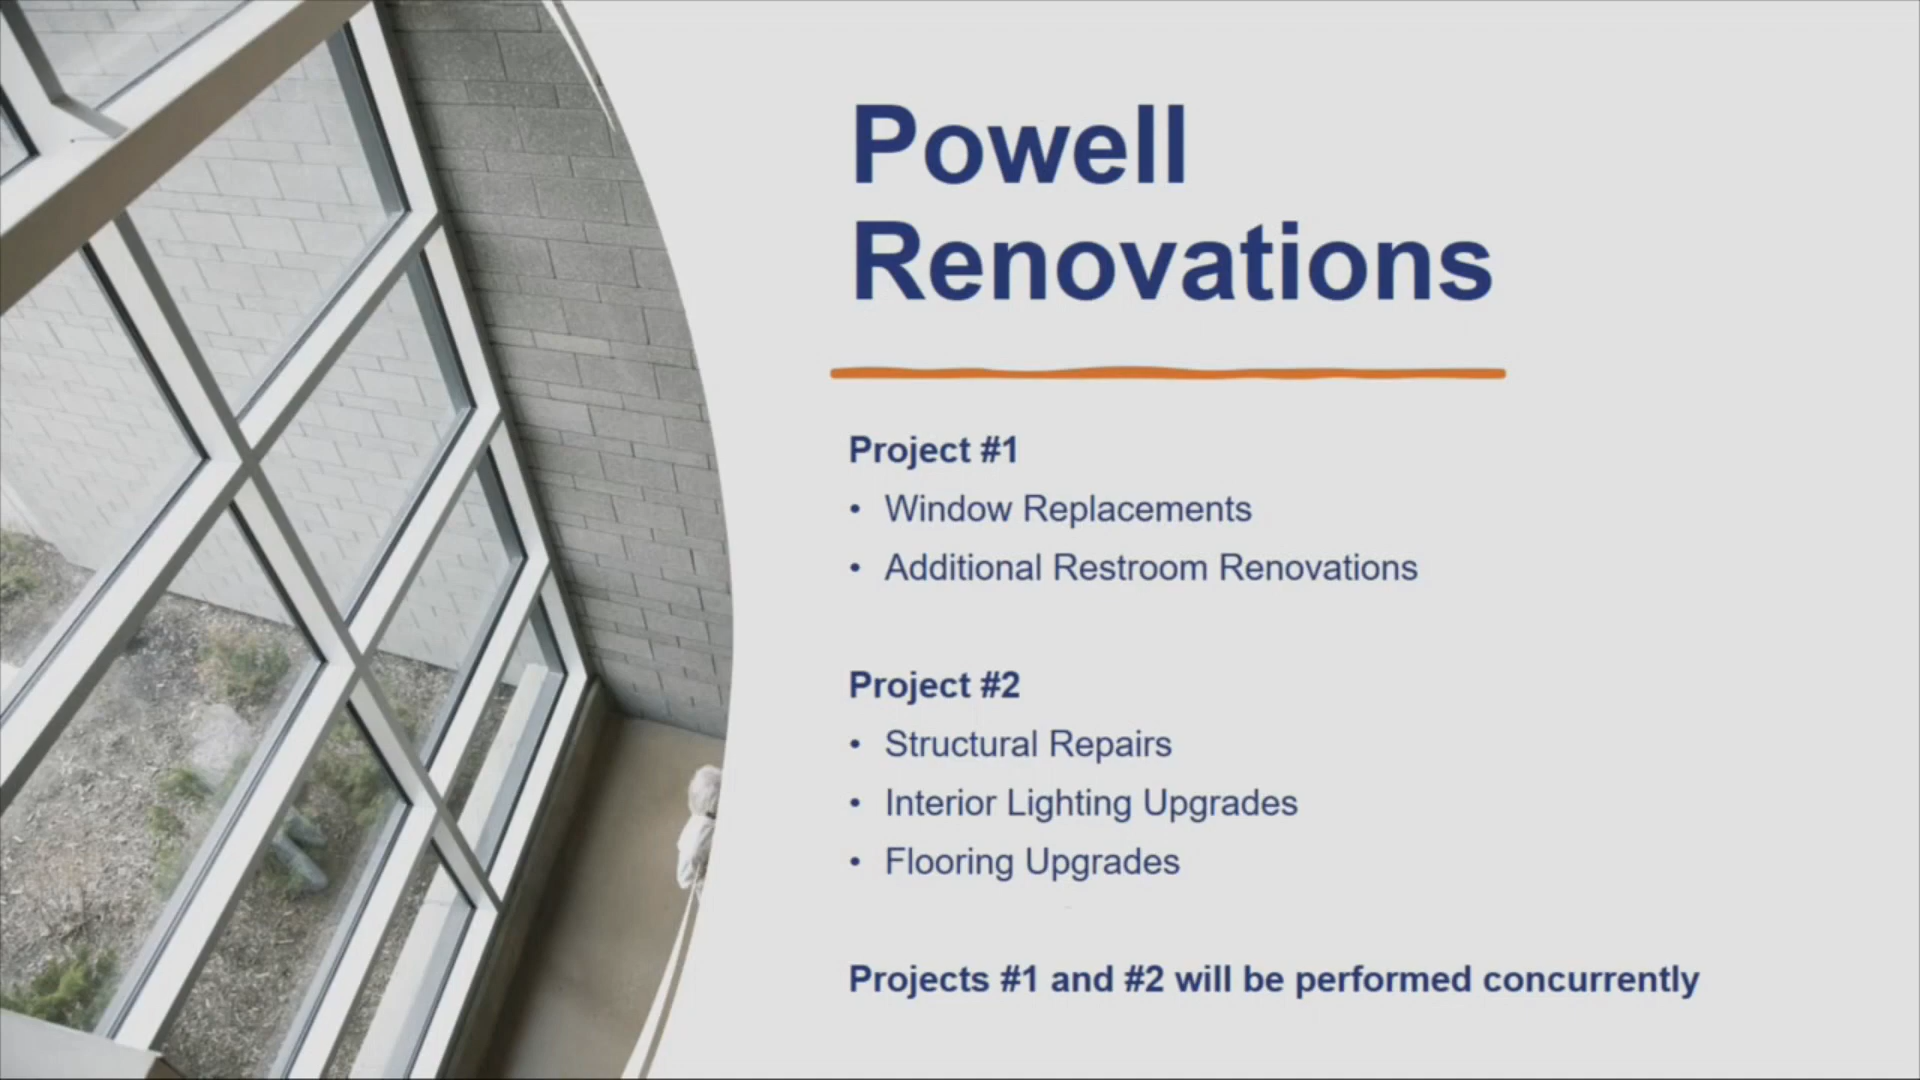 Powell
Renovations
Project #1
• Window Replacements
• Additional Restroom Renovations
Project #2
• Structural Repairs
• Interior Lighting Upgrades
• Flooring Upgrades
Projects #1 and #2 will be performed concurrently